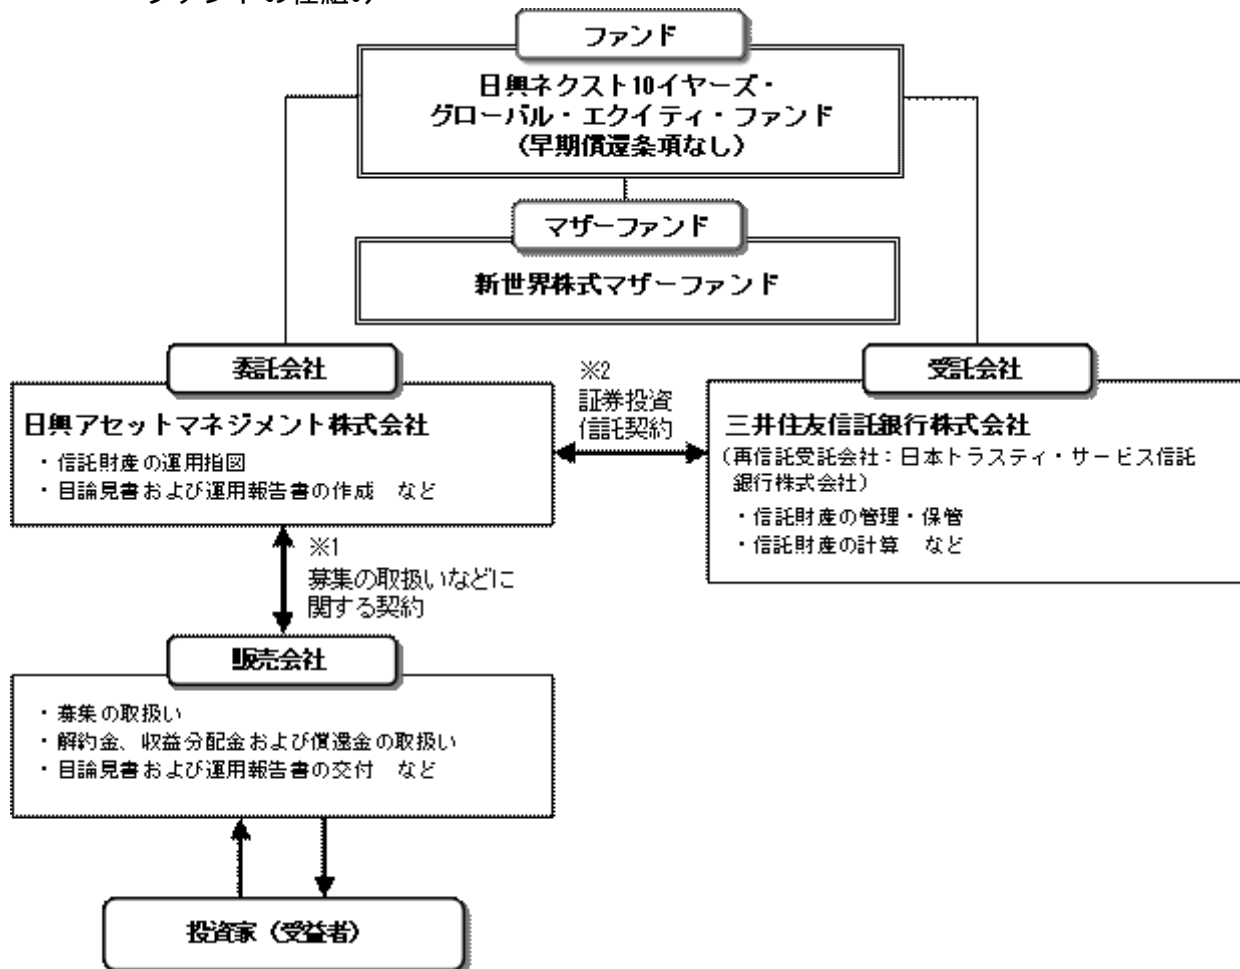 ファンドの仕組み
ファンド
日興ネクスト10イヤーズ・
グローバル・エクイティ・ファンド
（早期償還条項なし）
マザーファンド
新世界株式マザーファンド
委託会社
日興アセットマネジメント株式会社
・信託財産の運用指図
・目論見書および運用報告書の作成　など
※2
証券投資
信託契約
受託会社
三井住友信託銀行株式会社
（再信託受託会社：日本トラスティ・サービス信託
銀行株式会社）
・信託財産の管理・保管
・信託財産の計算　など
※1
募集の取扱いなどに
関する契約
販売会社
・募集の取扱い
・解約金、収益分配金および償還金の取扱い
・目論見書および運用報告書の交付　など
投資家（受益者）